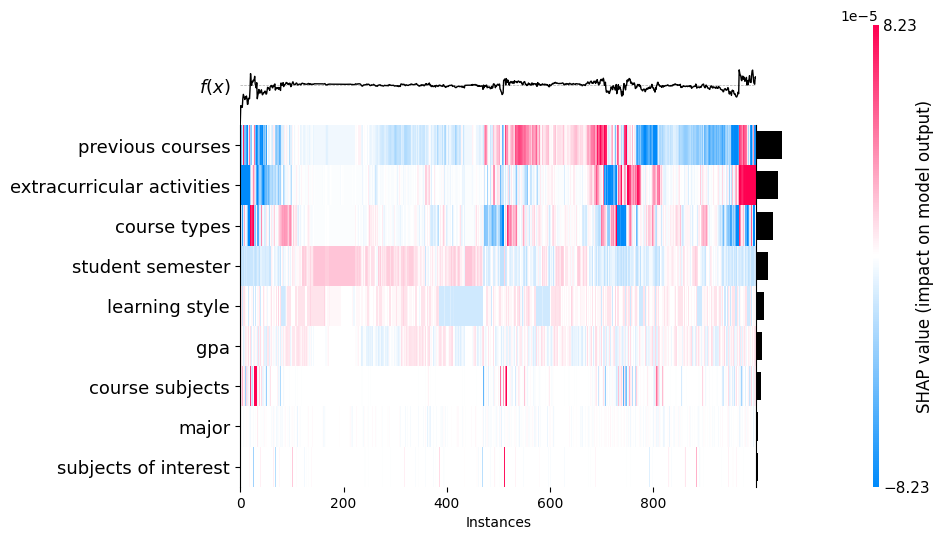 1e−5
8.23
f(x)
previous courses
extracurricular activities
course types
student semester
learning style
gpa
course subjects
major
subjects of interest
0 200 400 600 800
Instances
−8.23
SHAP value (impact on model output)